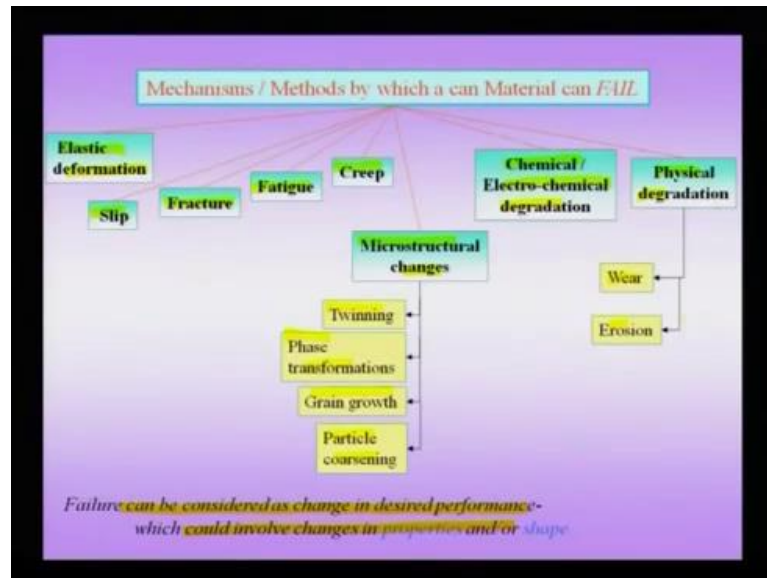 Mechanisms / Methods by which a can Material can FAIL
Elastic
deformation
Slip
Fracture
Fatigue
Creep
Microstructural
changes
Twinning
Phase
transformations
Grain growth
Particle
coarsening
Chemical /
Electro-chemical
degradation
Physical
degradation
Wear
Erosion
Failure can be considered as change in desired performance-
which could involve changes in properties and/or shape